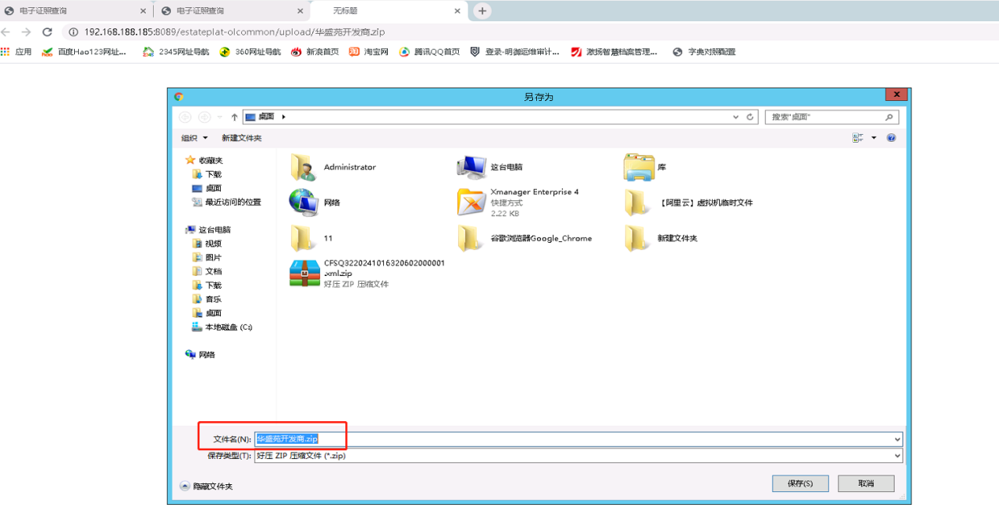 电子证照查询
电子证照查询
无标题
192.168.188.185:8089/estateplat-olcommon/upload/华盛苑开发商.zip
应用
百度Hao123网址...
2345网址导航
360网址导航
新浪首页
淘宝网
腾讯QQ首页
登录-明御运维审计...
激扬智慧档案管理...
字典对照配置
另存为
桌面
搜索"桌面"
组织
新建文件夹
收藏夹
下载
桌面
最近访问的位置
这台电脑
视频
图片
文档
下载
音乐
桌面
本地磁盘 (C:)
网络
Administrator
这台电脑
库
网络
Xmanager Enterprise 4
快捷方式
2.22 KB
【阿里云】虚拟机临时文件
11
谷歌浏览器Google_Chrome
新建文件夹
CFSQ3220241016320602000001
.xml.zip
好压 ZIP 压缩文件
文件名(N): 华盛苑开发商.zip
保存类型(T): 好压 ZIP 压缩文件 (*.zip)
隐藏文件夹
保存(S)
取消